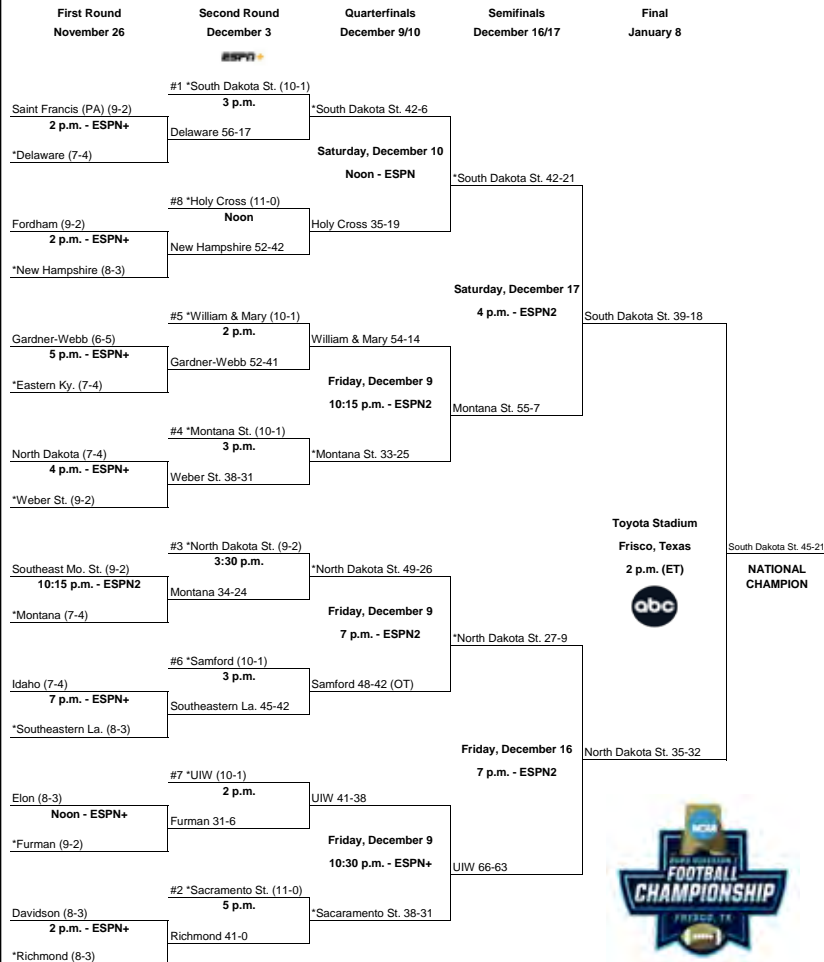 First Round
November 26
Second Round
December 3
Quarterfinals
December 9/10
Semifinals
December 16/17
Final
January 8
ESPN+
#1 *South Dakota St. (10-1)
3 p.m.
Saint Francis (PA) (9-2)
2 p.m. - ESPN+
*Delaware (7-4)
Delaware 56-17
*South Dakota St. 42-6
Saturday, December 10
Noon - ESPN
*South Dakota St. 42-21
#8 *Holy Cross (11-0)
Noon
Fordham (9-2)
2 p.m. - ESPN+
*New Hampshire (8-3)
New Hampshire 52-42
Holy Cross 35-19
Saturday, December 17
4 p.m. - ESPN2
South Dakota St. 39-18
#5 *William & Mary (10-1)
2 p.m.
Gardner-Webb (6-5)
5 p.m. - ESPN+
*Eastern Ky. (7-4)
Gardner-Webb 52-41
William & Mary 54-14
Friday, December 9
10:15 p.m. - ESPN2
Montana St. 55-7
#4 *Montana St. (10-1)
3 p.m.
North Dakota (7-4)
4 p.m. - ESPN+
*Weber St. (9-2)
Weber St. 38-31
*Montana St. 33-25
Toyota Stadium
Frisco, Texas
2 p.m. (ET)
abc
South Dakota St. 45-21
NATIONAL
CHAMPION
#3 *North Dakota St. (9-2)
3:30 p.m.
Southeast Mo. St. (9-2)
10:15 p.m. - ESPN2
*Montana (7-4)
Montana 34-24
*North Dakota St. 49-26
Friday, December 9
7 p.m. - ESPN2
*North Dakota St. 27-9
#6 *Samford (10-1)
3 p.m.
Idaho (7-4)
7 p.m. - ESPN+
*Southeastern La. (8-3)
Southeastern La. 45-42
Samford 48-42 (OT)
Friday, December 16
7 p.m. - ESPN2
North Dakota St. 35-32
#7 *UIW (10-1)
2 p.m.
Elon (8-3)
Noon - ESPN+
*Furman (9-2)
Furman 31-6
UIW 41-38
Friday, December 9
10:30 p.m. - ESPN+
UIW 66-63
#2 *Sacramento St. (11-0)
5 p.m.
Davidson (8-3)
2 p.m. - ESPN+
*Richmond (8-3)
Richmond 41-0
*Sacaramento St. 38-31
NCAA
DIVISION I
FOOTBALL
CHAMPIONSHIP
FRISCO, TX